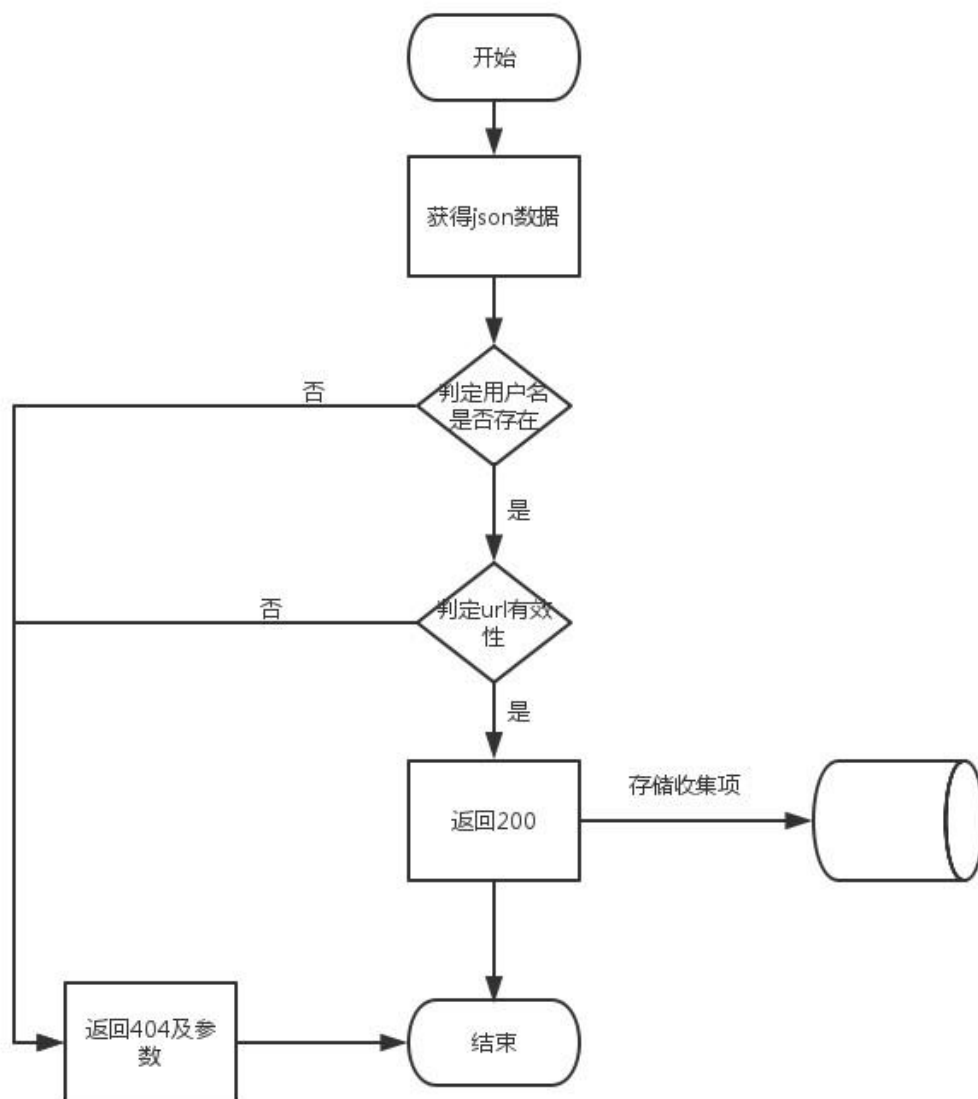 开始
获得json数据
否
判定用户名
是否存在
是
否
判定url有效
性
是
返回200
存储收集项
返回404及参
数
结束